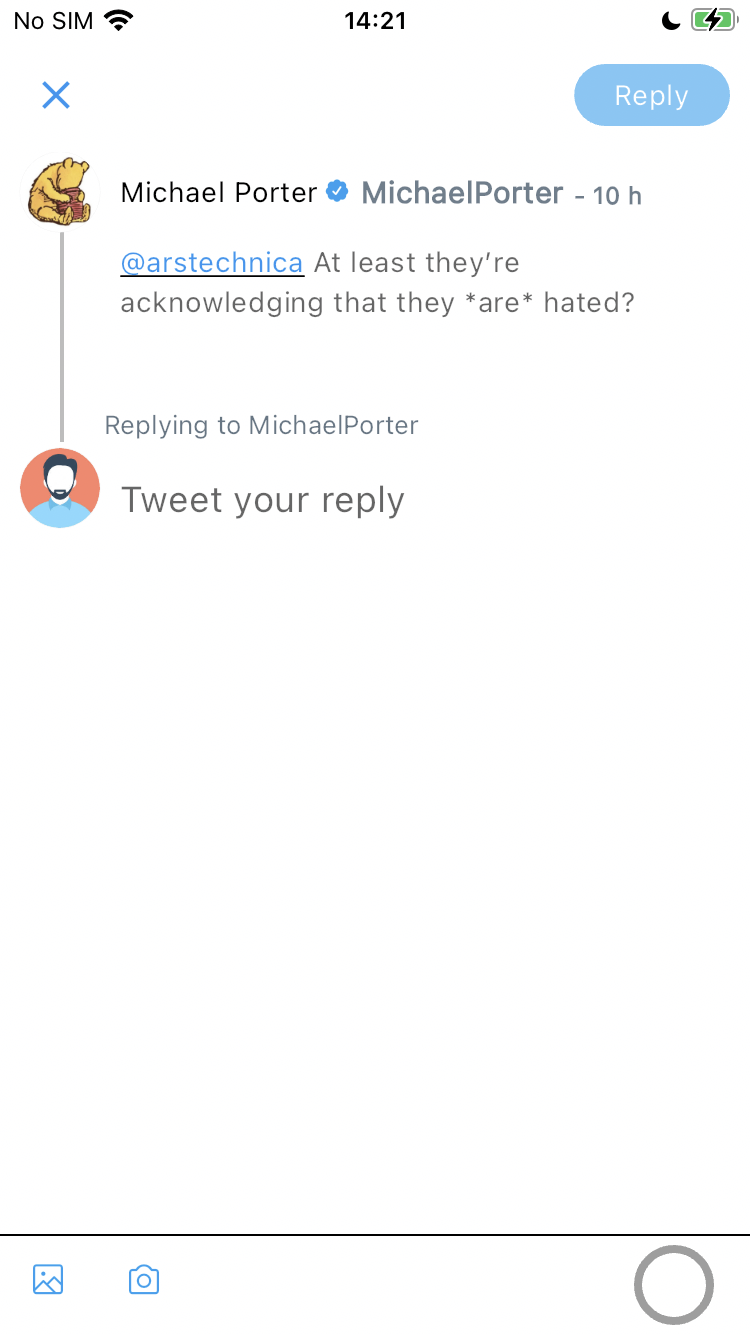 No SIM 14:21
Reply
Michael Porter MichaelPorter - 10 h
@arstechnica At least they’re
acknowledging that they *are* hated?
Replying to MichaelPorter
Tweet your reply